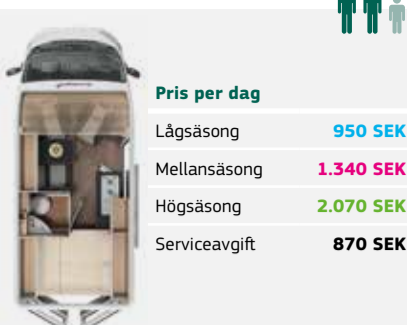 Pris per dag
Lågsäsong 950 SEK
Mellansäsong 1.340 SEK
Högsäsong 2.070 SEK
Serviceavgift 870 SEK